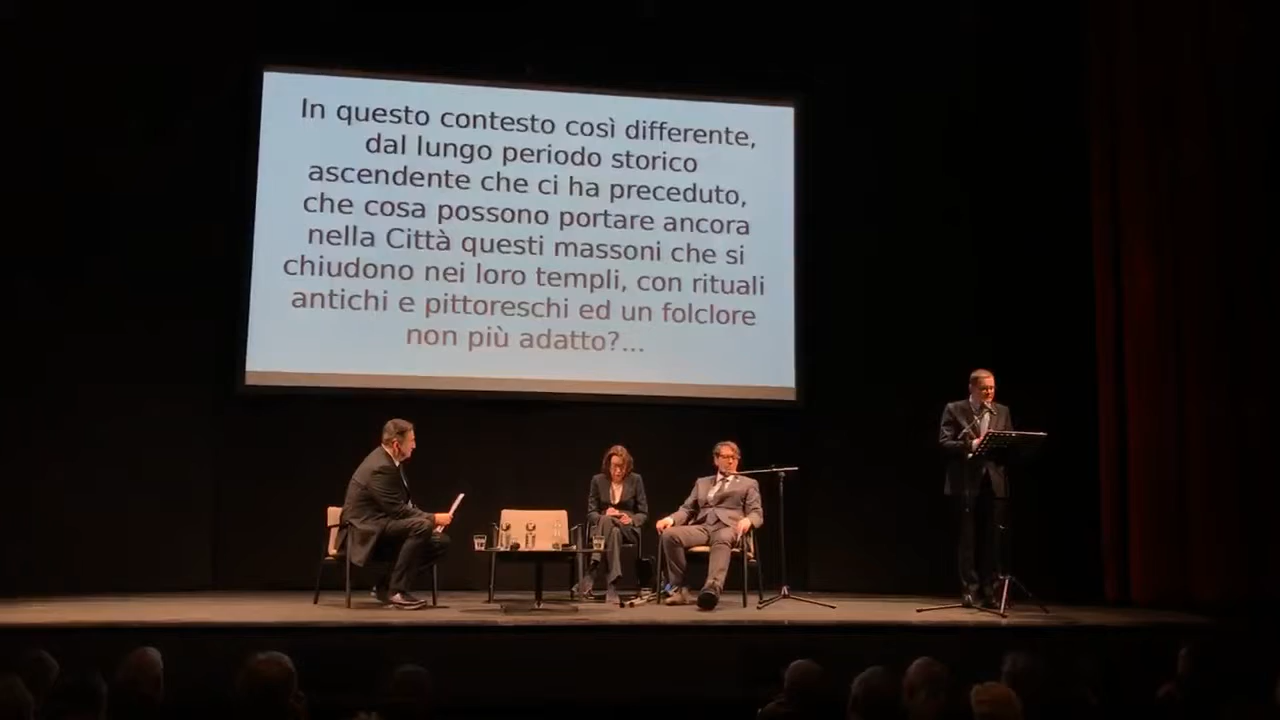 In questo contesto così differente,
dal lungo periodo storico
ascendente che ci ha preceduto,
che cosa possono portare ancora
nella Città questi massoni che si
chiudono nei loro templi, con rituali
antichi e pittoreschi ed un folclore
non più adatto?...